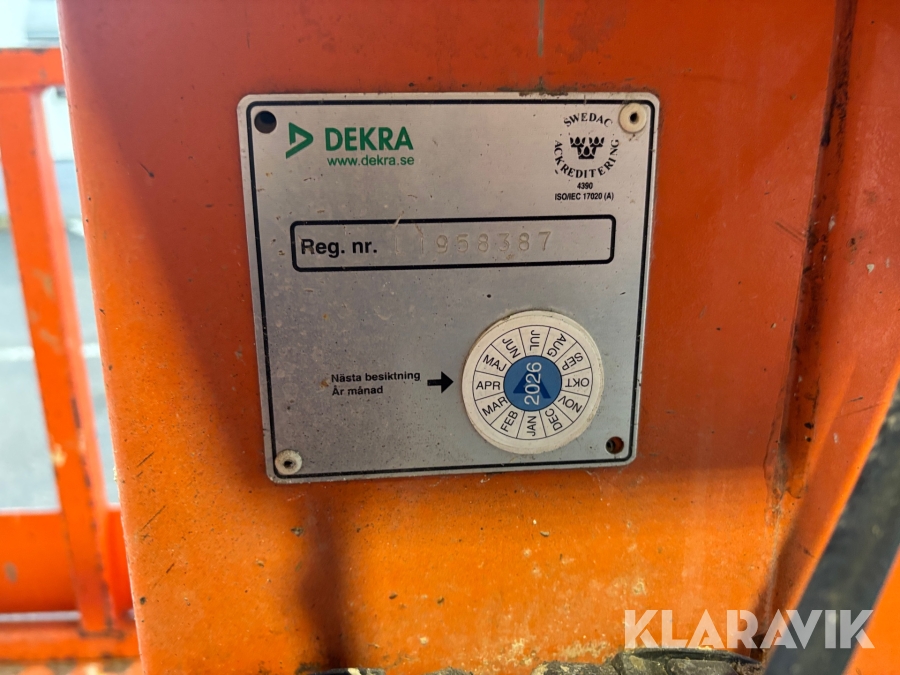 DEKRA
www.dekra.se
SWEDAC
ACKREDITERING
4390
ISO/IEC 17020 (A)
Reg. nr. 11958387
Nästa besiktning
År månad
JAN FEB MAR APR MAJ JUN JUL AUG SEP OKT NOV DEC
2026
KLARAVIK